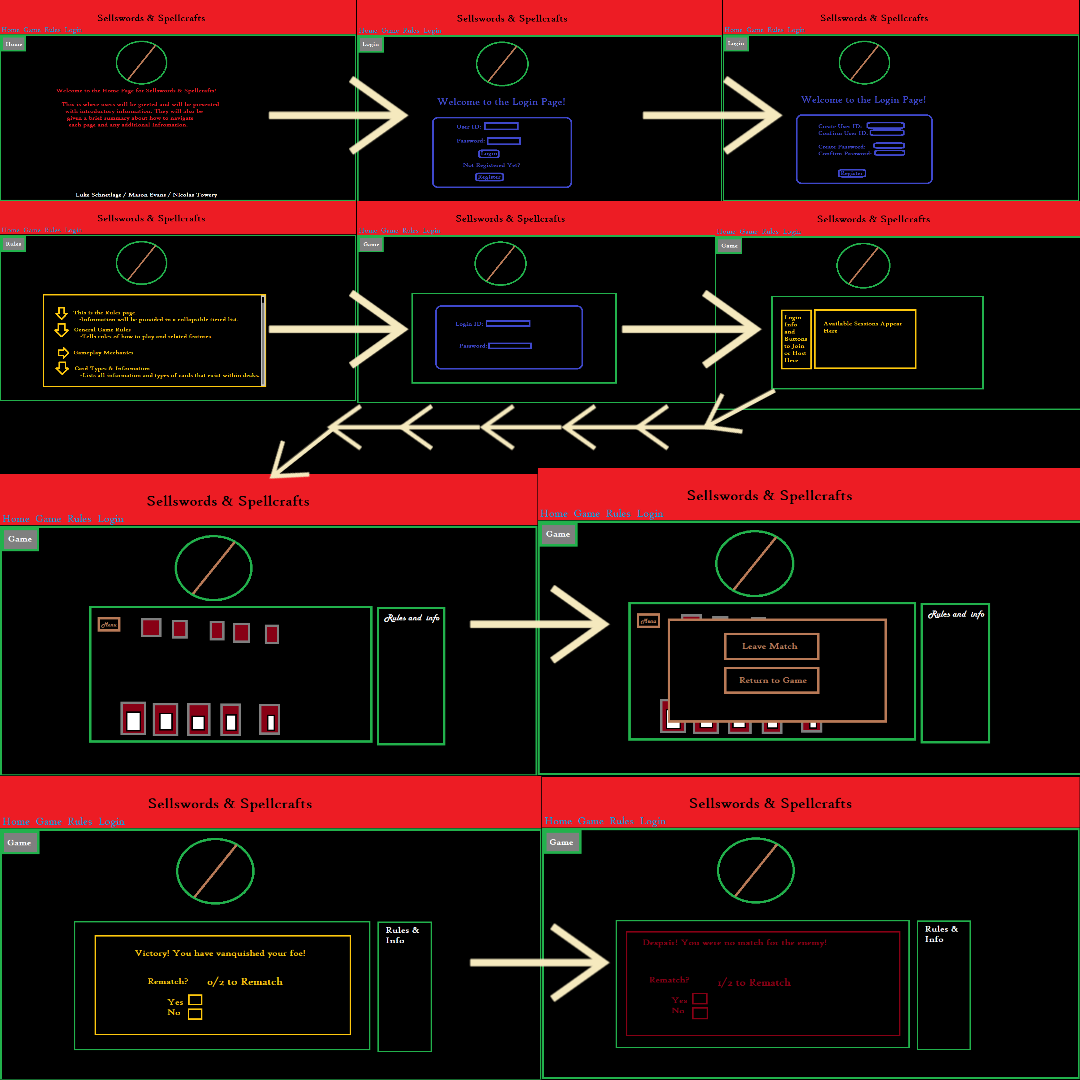 Sellswords & Spellcrafts
Home Game Rules Login
Home
Welcome to the Home Page for Sellswords & Spellcrafts!
This is where users will be greeted and will be presented
with introductory information. They will also be
given a brief summary about how to navigate
each page and any additional information.
Luke Schnetlage / Mason Evans / Nicolas Towery
Sellswords & Spellcrafts
Home Game Rules Login
Login
Welcome to the Login Page!
User ID:
Password:
Login
Not Registered Yet?
Register
Sellswords & Spellcrafts
Home Game Rules Login
Login
Welcome to the Login Page!
Create User ID:
Confirm User ID:
Create Password:
Confirm Password:
Register
Sellswords & Spellcrafts
Home Game Rules Login
Rules
This is the Rules page
-Information will be provided in a collapsible tiered list.
General Game Rules
-Tells rules of how to play and related features
Gameplay Mechanics
Card Types & Information
-Lists all information and types of cards that exist within decks.
Sellswords & Spellcrafts
Home Game Rules Login
Game
Login ID:
Password:
Sellswords & Spellcrafts
Home Game Rules Login
Game
Login
Info
and
Buttons
to Join
or Host
Here
Available Sessions Appear
Here
Sellswords & Spellcrafts
Home Game Rules Login
Game
Menu
Rules and info
Sellswords & Spellcrafts
Home Game Rules Login
Game
Menu
Leave Match
Return to Game
Rules and info
Sellswords & Spellcrafts
Home Game Rules Login
Game
Victory! You have vanquished your foe!
Rematch? 0/2 to Rematch
Yes
No
Rules &
Info
Sellswords & Spellcrafts
Home Game Rules Login
Game
Despair! You were no match for the enemy!
Rematch? 1/2 to Rematch
Yes
No
Rules &
Info